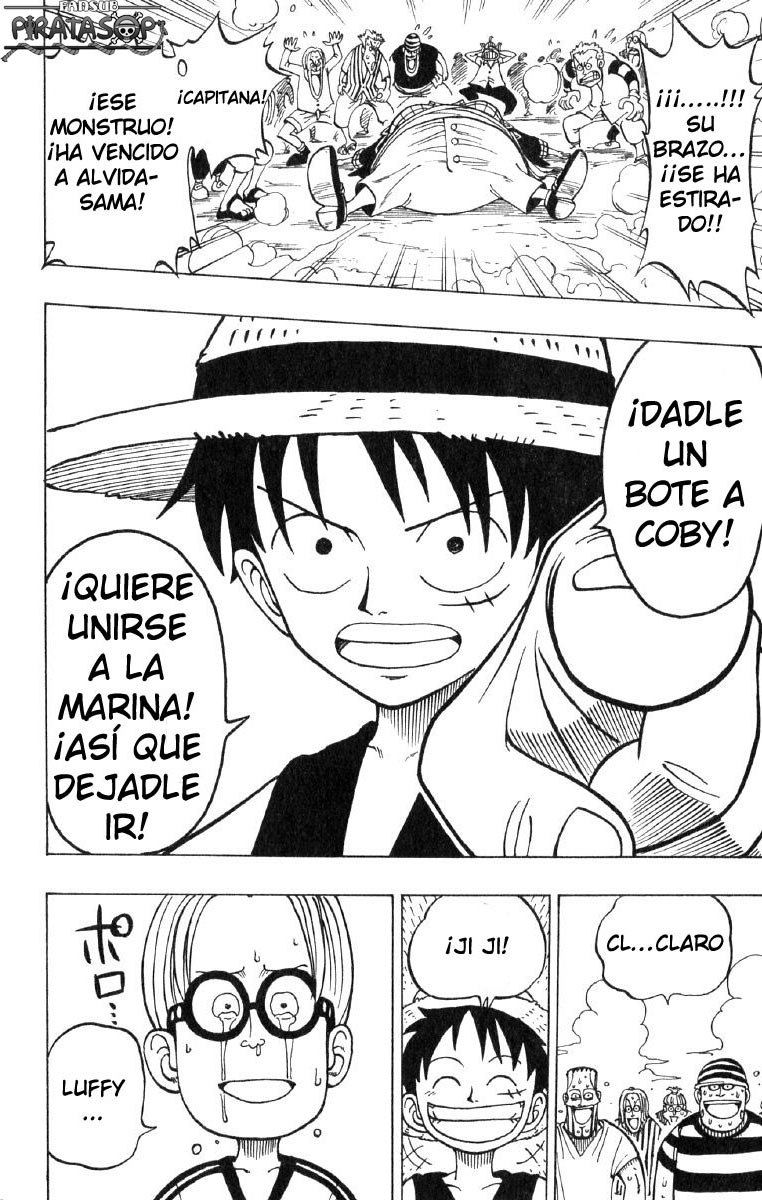 FANSUB
PIRATASOP
¡¡¡.....!!!
SU
BRAZO...
¡¡SE HA
ESTIRA-
DO!!
¡CAPITANA!
¡ESE
MONSTRUO!
¡HA VENCIDO
A ALVIDA-
SAMA!
¡DADLE
UN
BOTE A
COBY!
¡QUIERE
UNIRSE
A LA
MARINA!
¡ASÍ QUE
DEJADLE
IR!
CL...CLARO
¡JI JI!
ポロ…
LUFFY
...